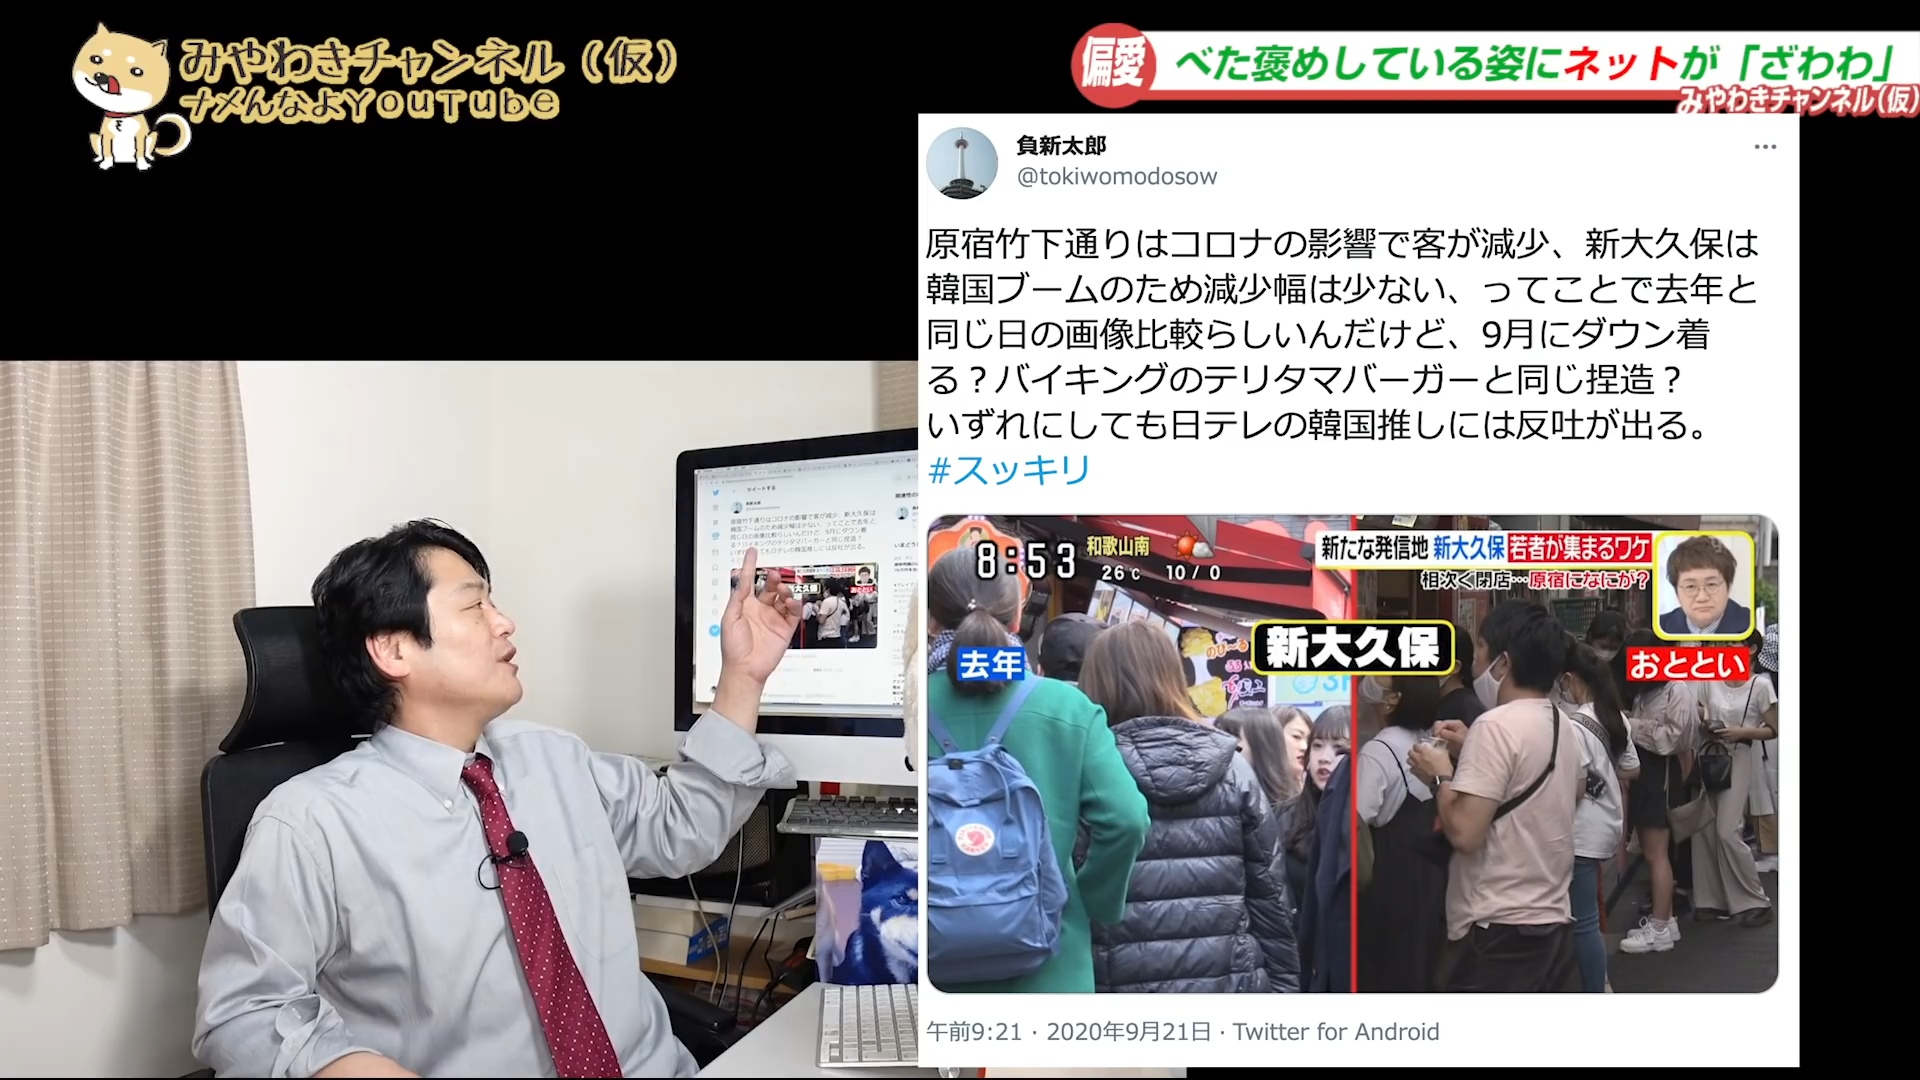 みやわきチャンネル（仮）
ナメんなよYouTube
偏愛
べた褒めしている姿にネットが「ざわわ」
みやわきチャンネル（仮）
負新太郎
@tokiwomodosow
原宿竹下通りはコロナの影響で客が減少、新大久保は
韓国ブームのため減少幅は少ない、ってことで去年と
同じ日の画像比較らしいんだけど、9月にダウン着
る？バイキングのテリタマバーガーと同じ捏造？
いずれにしても日テレの韓国推しには反吐が出る。
#スッキリ
8:53
和歌山南
26℃ 10/0
新たな発信地 新大久保 若者が集まるワケ
相次ぐ閉店…原宿になにが？
去年
新大久保
おととい
午前9:21 · 2020年9月21日 · Twitter for Android